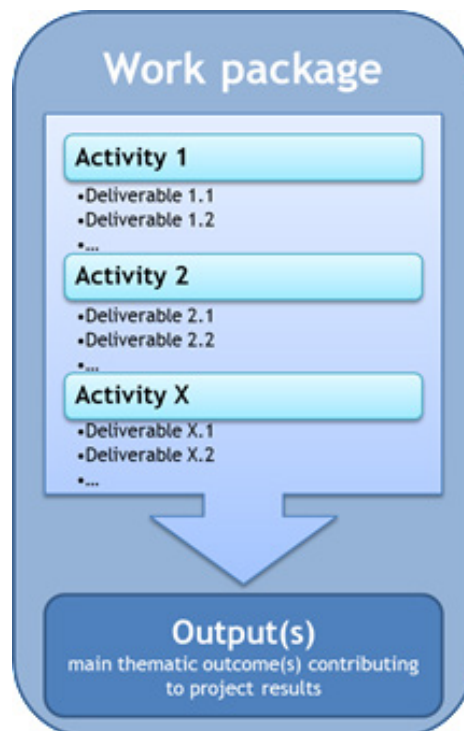 Work package
Activity 1
•Deliverable 1.1
•Deliverable 1.2
•...
Activity 2
•Deliverable 2.1
•Deliverable 2.2
•...
Activity X
•Deliverable X.1
•Deliverable X.2
•...
Output(s)
main thematic outcome(s) contributing
to project results